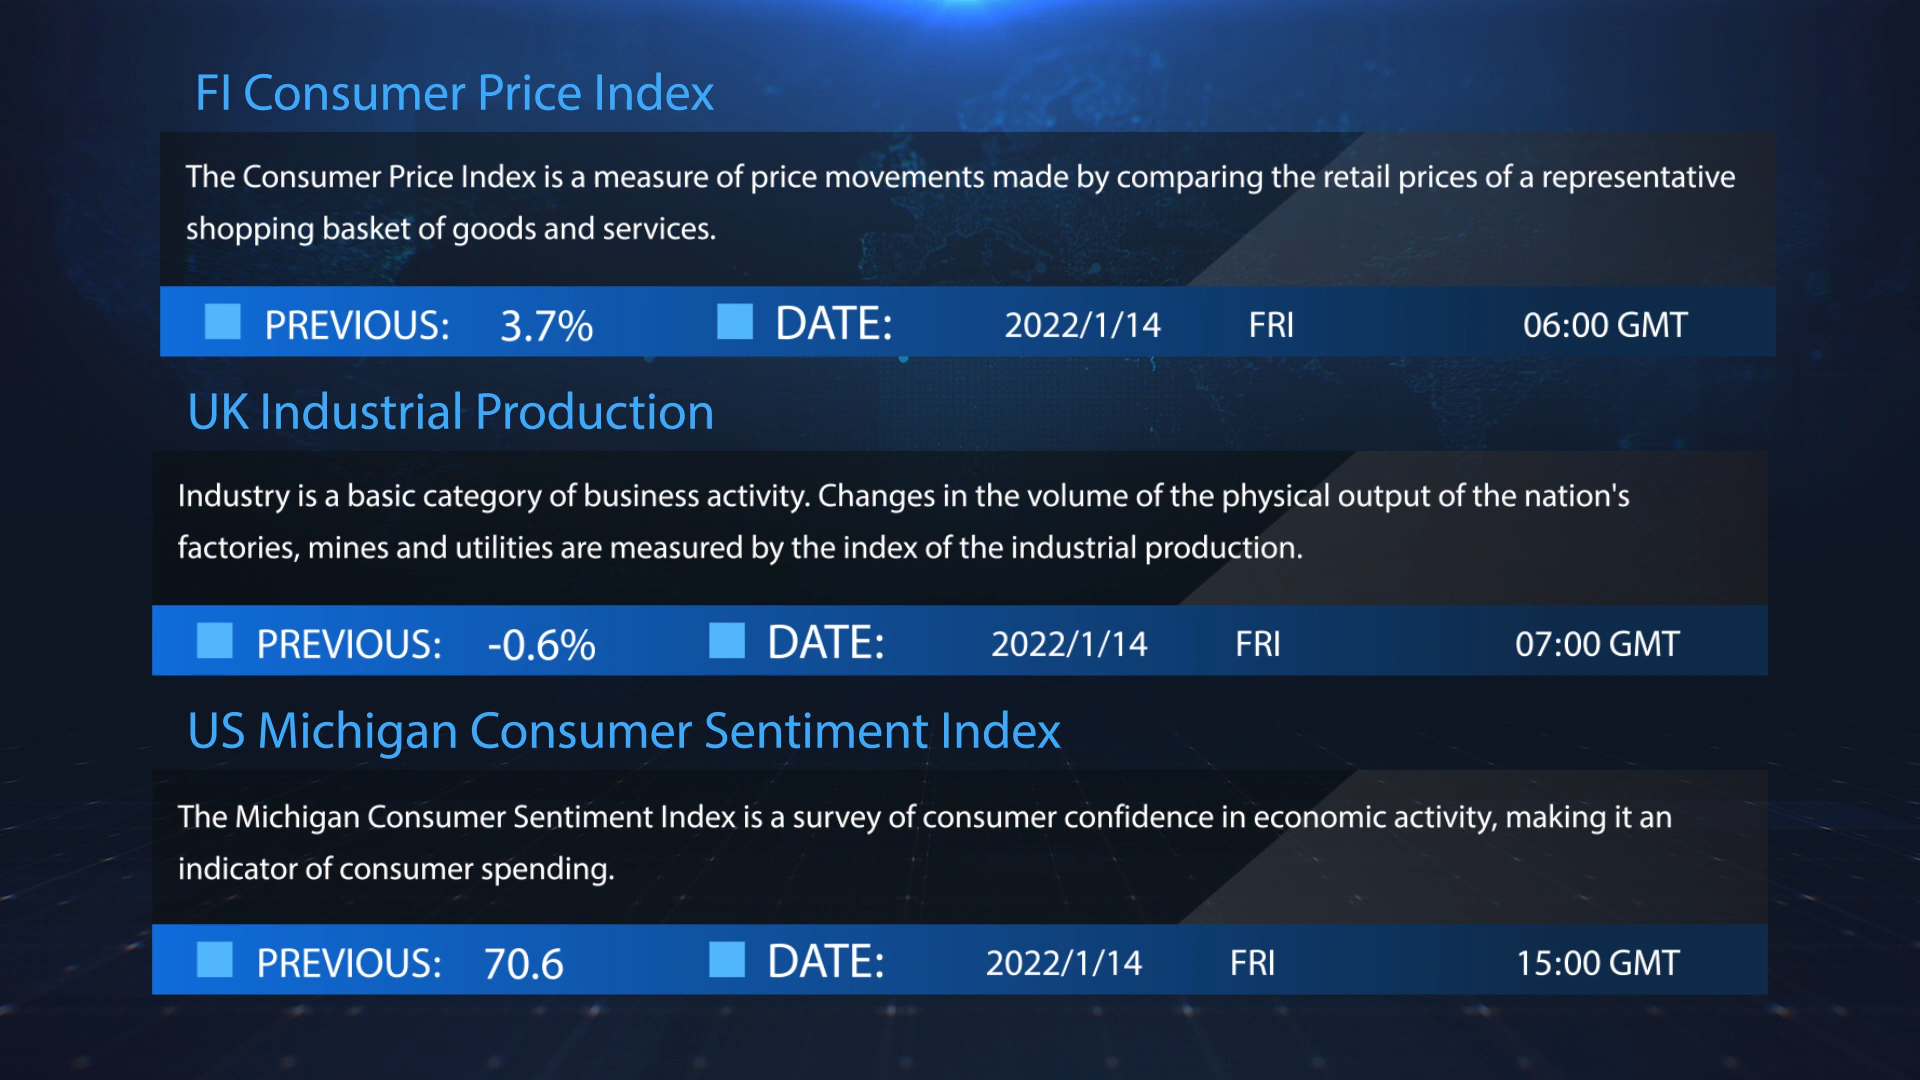 FI Consumer Price Index
The Consumer Price Index is a measure of price movements made by comparing the retail prices of a representative
shopping basket of goods and services.
PREVIOUS: 3.7% DATE: 2022/1/14 FRI 06:00 GMT
UK Industrial Production
Industry is a basic category of business activity. Changes in the volume of the physical output of the nation's
factories, mines and utilities are measured by the index of the industrial production.
PREVIOUS: -0.6% DATE: 2022/1/14 FRI 07:00 GMT
US Michigan Consumer Sentiment Index
The Michigan Consumer Sentiment Index is a survey of consumer confidence in economic activity, making it an
indicator of consumer spending.
PREVIOUS: 70.6 DATE: 2022/1/14 FRI 15:00 GMT